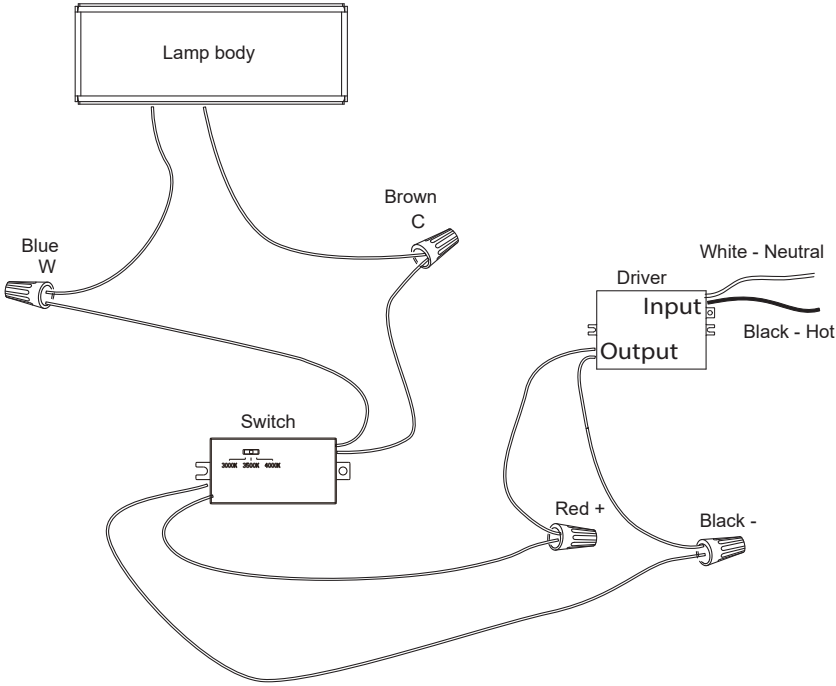 Lamp body
Brown
C
Blue
W
White - Neutral
Driver
Input
Black - Hot
Output
Switch
3000K 3500K 4000K
Red +
Black -